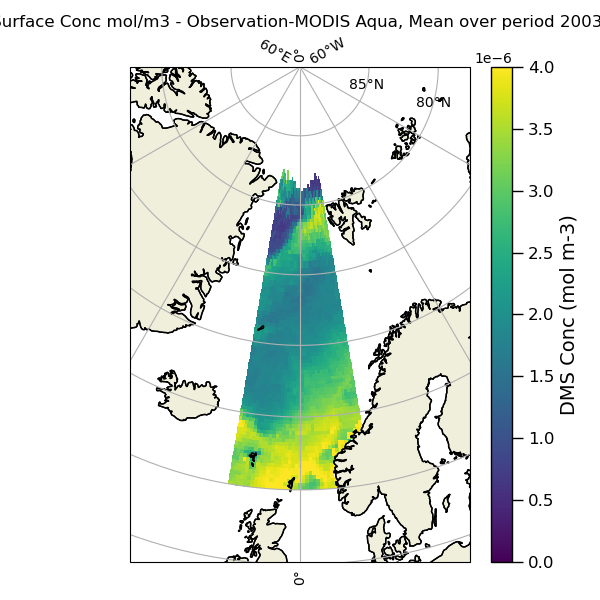 Surface Conc mol/m3 - Observation-MODIS Aqua, Mean over period 2003
60°E 0° 60°W
85°N
80°N
1e−6
4.0
3.5
3.0
2.5
2.0
1.5
1.0
0.5
0.0
DMS Conc (mol m-3)
0°